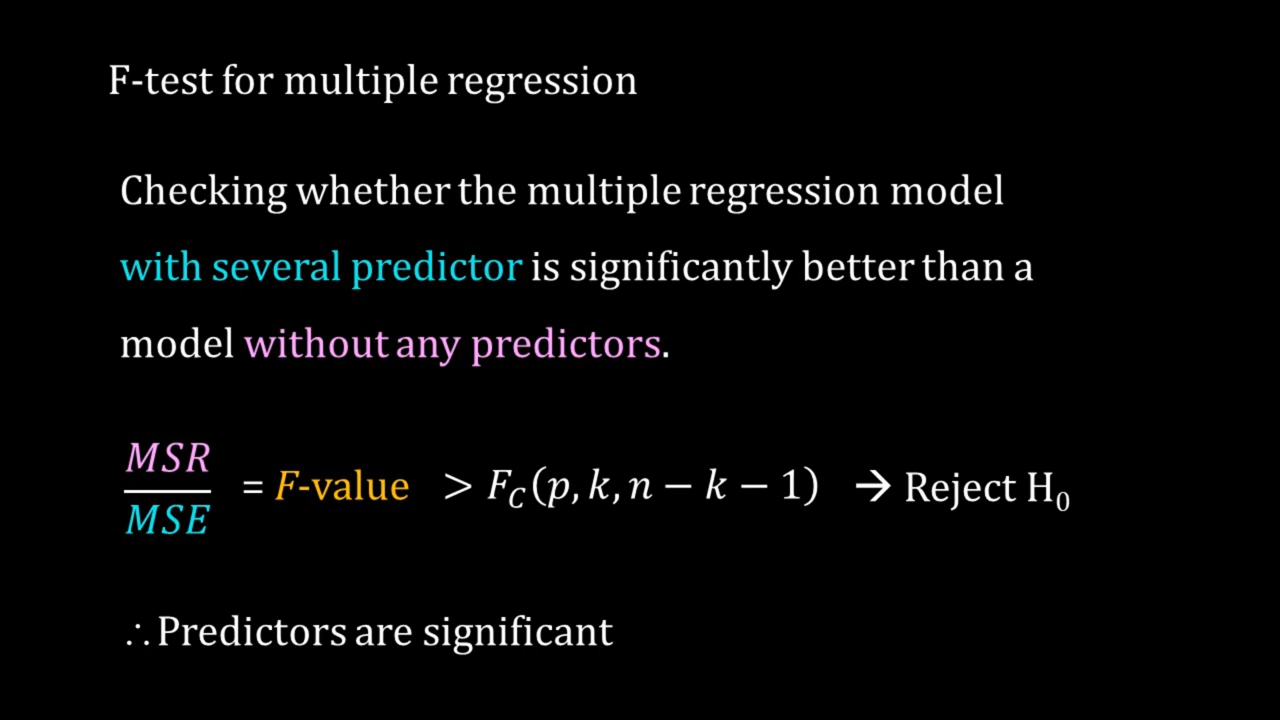 F-test for multiple regression
Checking whether the multiple regression model
with several predictor is significantly better than a
model without any predictors.
MSR
MSE
= F-value > F_C(p, k, n − k − 1) → Reject H₀
∴ Predictors are significant